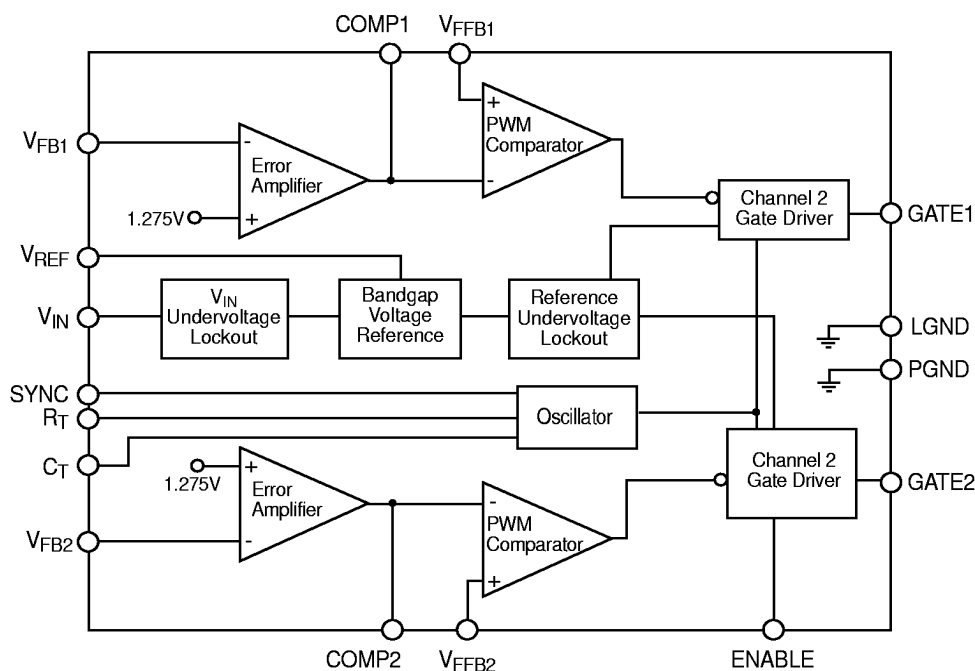 COMP1
VFFB1
VFB1
-
Error
Amplifier
+
1.275V
+
PWM
Comparator
-
Channel 2
Gate Driver
GATE1
VREF
VIN
VIN
Undervoltage
Lockout
Bandgap
Voltage
Reference
Reference
Undervoltage
Lockout
LGND
PGND
SYNC
RT
CT
Oscillator
1.275V
+
Error
Amplifier
-
VFB2
-
PWM
Comparator
+
Channel 2
Gate Driver
GATE2
COMP2
VFFB2
ENABLE